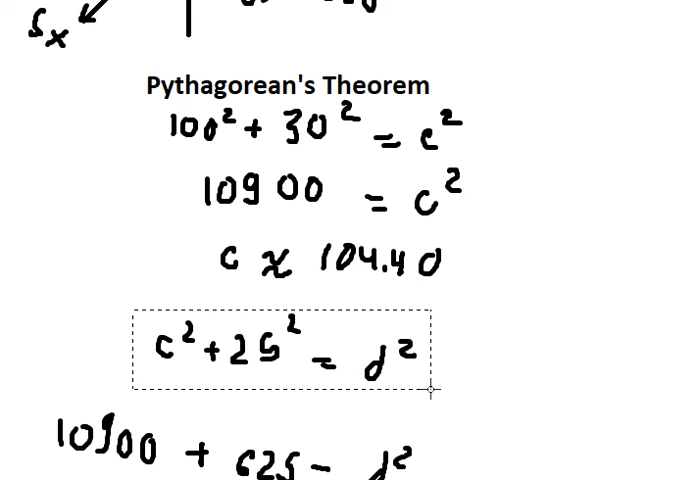 Sx
Pythagorean's Theorem
100² + 30² = c²
10900 = c²
c ≈ 104.40
c² + 25² = d²
10900 + 625 = d²